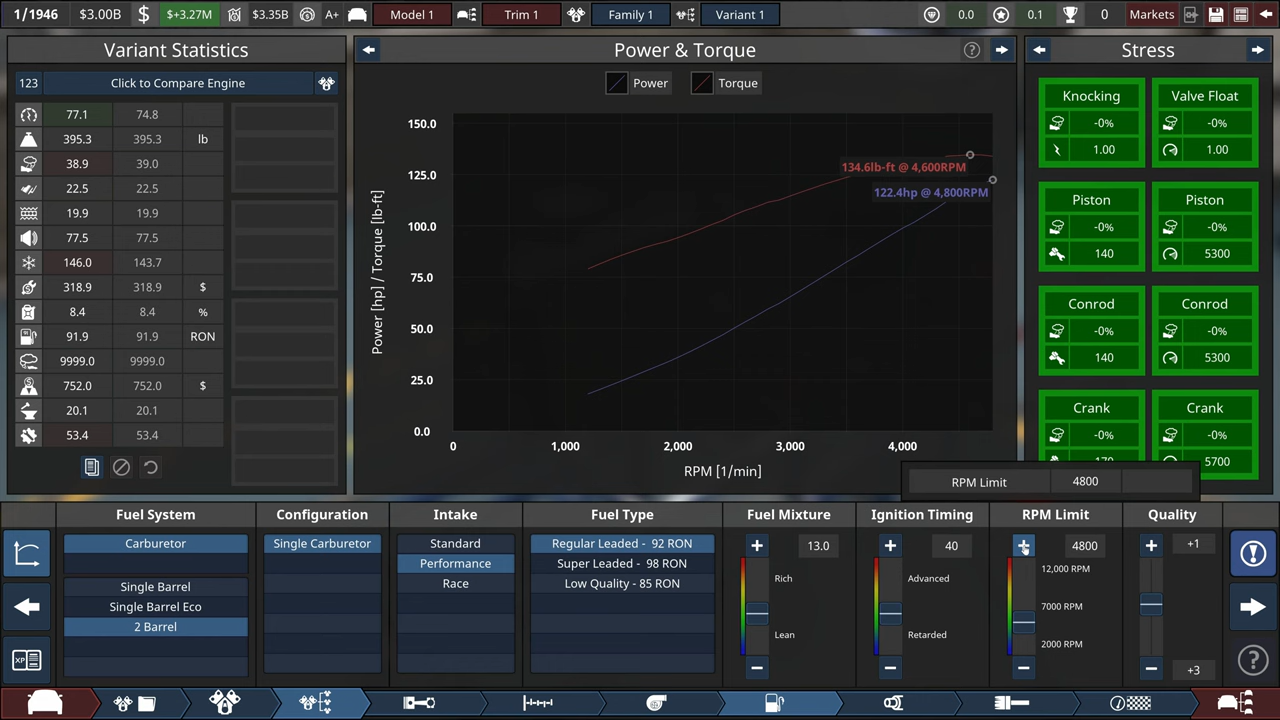 1/1946 $3.00B $+3.27M $3.35B A+ Model 1 Trim 1 Family 1 Variant 1 0.0 0.1 0 Markets
Variant Statistics
123 Click to Compare Engine
77.1 74.8
395.3 395.3 lb
38.9 39.0
22.5 22.5
19.9 19.9
77.5 77.5
146.0 143.7
318.9 318.9 $
8.4 8.4 %
91.9 91.9 RON
9999.0 9999.0
752.0 752.0 $
20.1 20.1
53.4 53.4
Power & Torque
Power Torque
Power [hp] / Torque [lb-ft]
150.0
125.0
100.0
75.0
50.0
25.0
0.0
134.6lb-ft @ 4,600RPM
122.4hp @ 4,800RPM
0 1,000 2,000 3,000 4,000
RPM [1/min]
Stress
Knocking Valve Float
-0% -0%
1.00 1.00
Piston Piston
-0% -0%
140 5300
Conrod Conrod
-0% -0%
140 5300
Crank Crank
-0% -0%
170 5700
RPM Limit 4800
Fuel System
Carburetor
Single Barrel
Single Barrel Eco
2 Barrel
Configuration
Single Carburetor
Intake
Standard
Performance
Race
Fuel Type
Regular Leaded - 92 RON
Super Leaded - 98 RON
Low Quality - 85 RON
Fuel Mixture
13.0
Rich
Lean
Ignition Timing
40
Advanced
Retarded
RPM Limit
4800
12,000 RPM
7000 RPM
2000 RPM
Quality
+1
+3
XP